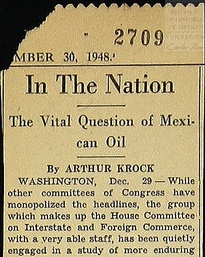 2709
MBER 30, 1948.
In The Nation
The Vital Question of Mexi-
can Oil
By ARTHUR KROCK
WASHINGTON, Dec. 29—While
other committees of Congress have
monopolized the headlines, the group
which makes up the House Committee
on Interstate and Foreign Commerce,
with a very able staff, has been quietly
engaged in a study of more enduring